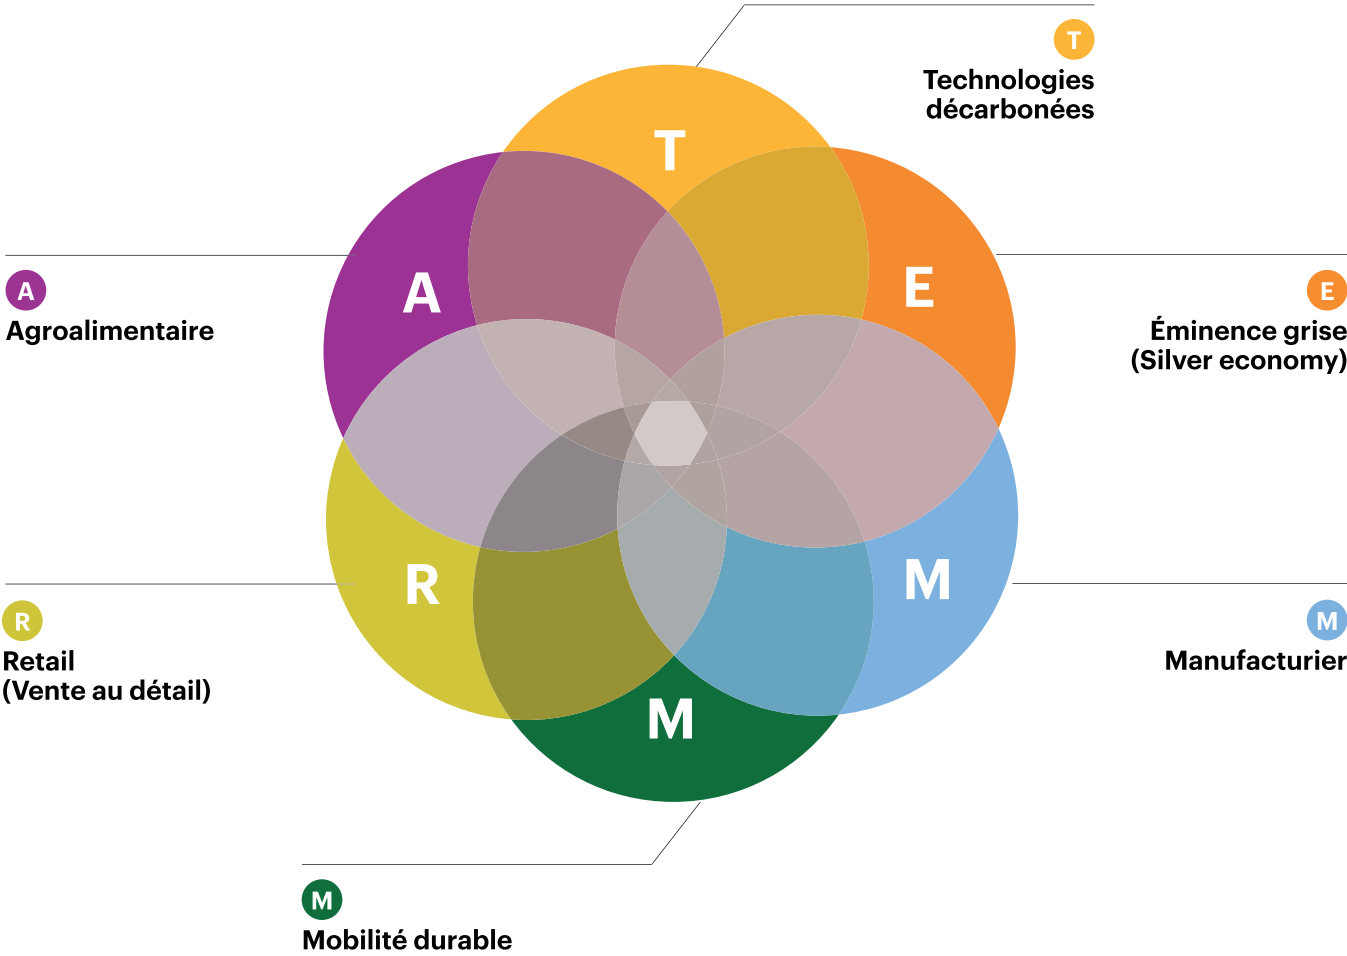 T
Technologies
décarbonées
T
A
E
A
Agroalimentaire
E
Éminence grise
(Silver economy)
R
M
R
Retail
(Vente au détail)
M
Manufacturier
M
M
Mobilité durable